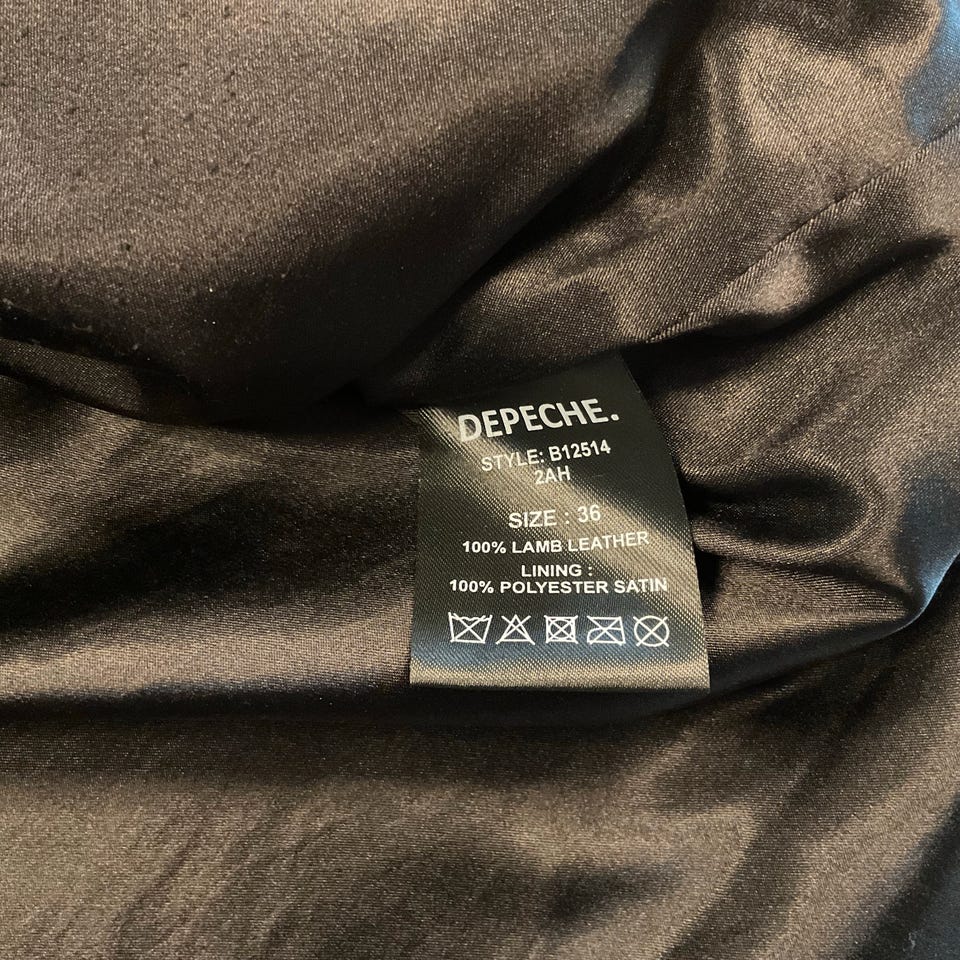 DEPECHE.
STYLE: B12514
2AH
SIZE : 36
100% LAMB LEATHER
LINING :
100% POLYESTER SATIN